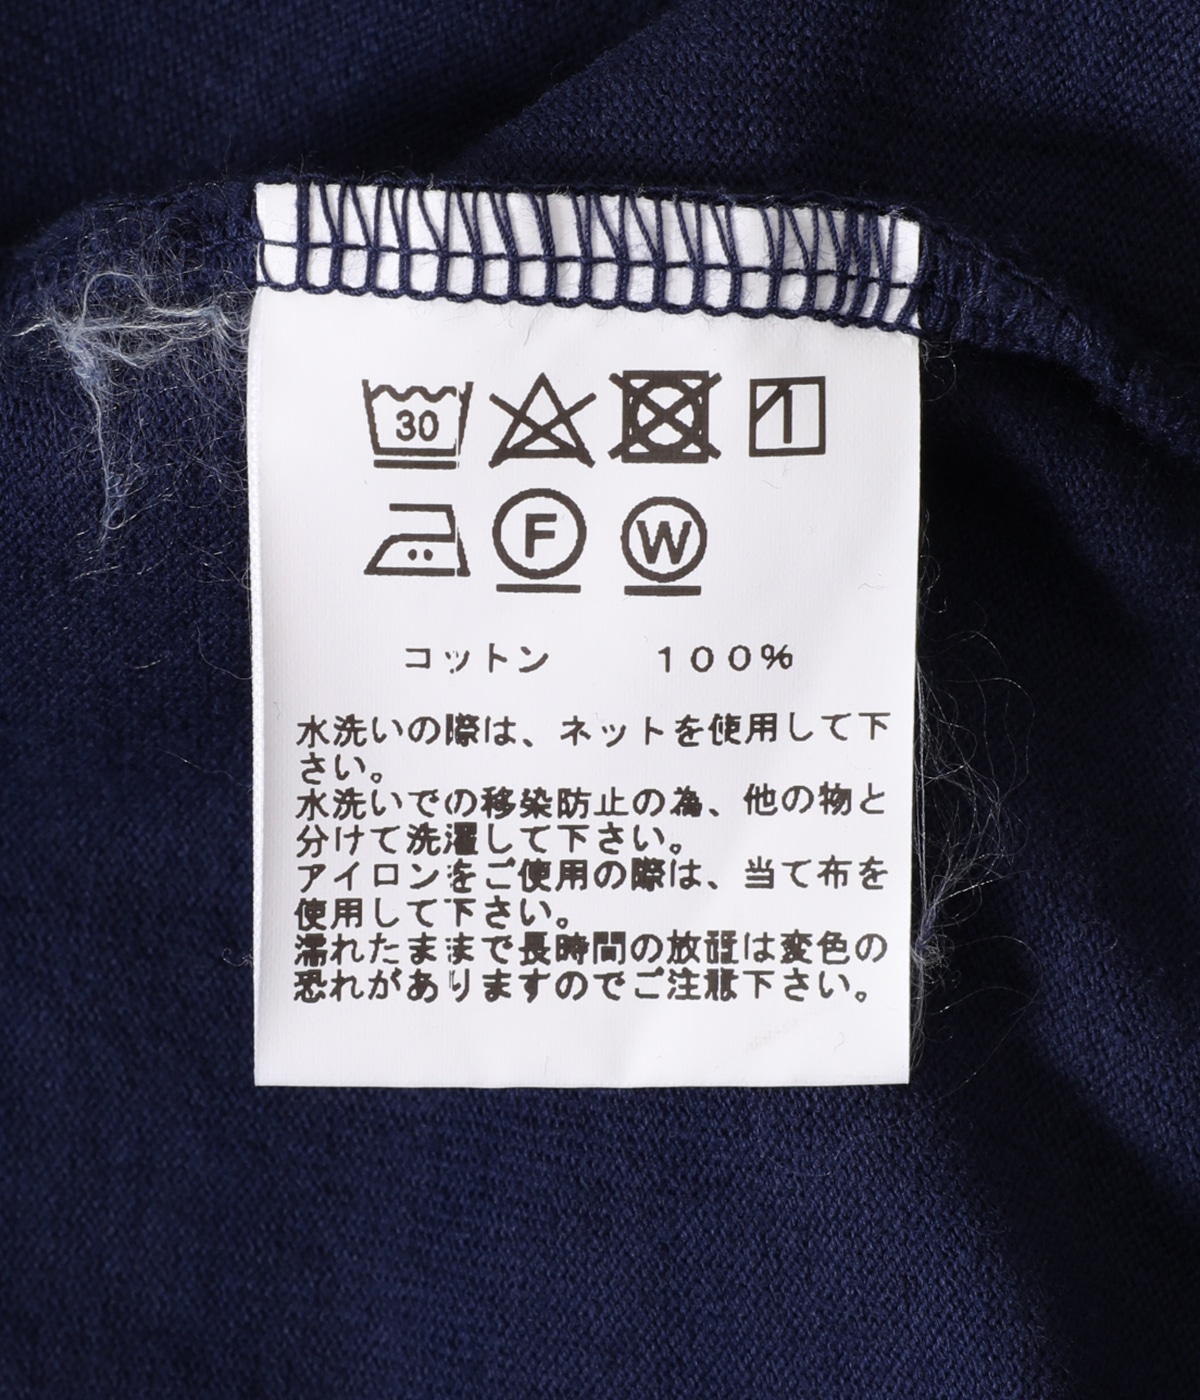 30
F W
コットン 100%
水洗いの際は、ネットを使用して下
さい。
水洗いでの移染防止の為、他の物と
分けて洗濯して下さい。
アイロンをご使用の際は、当て布を
使用して下さい。
濡れたままで長時間の放置は変色の
恐れがありますのでご注意下さい。